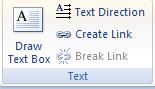 Text Direction
Create Link
Break Link
Draw
Text Box
Text